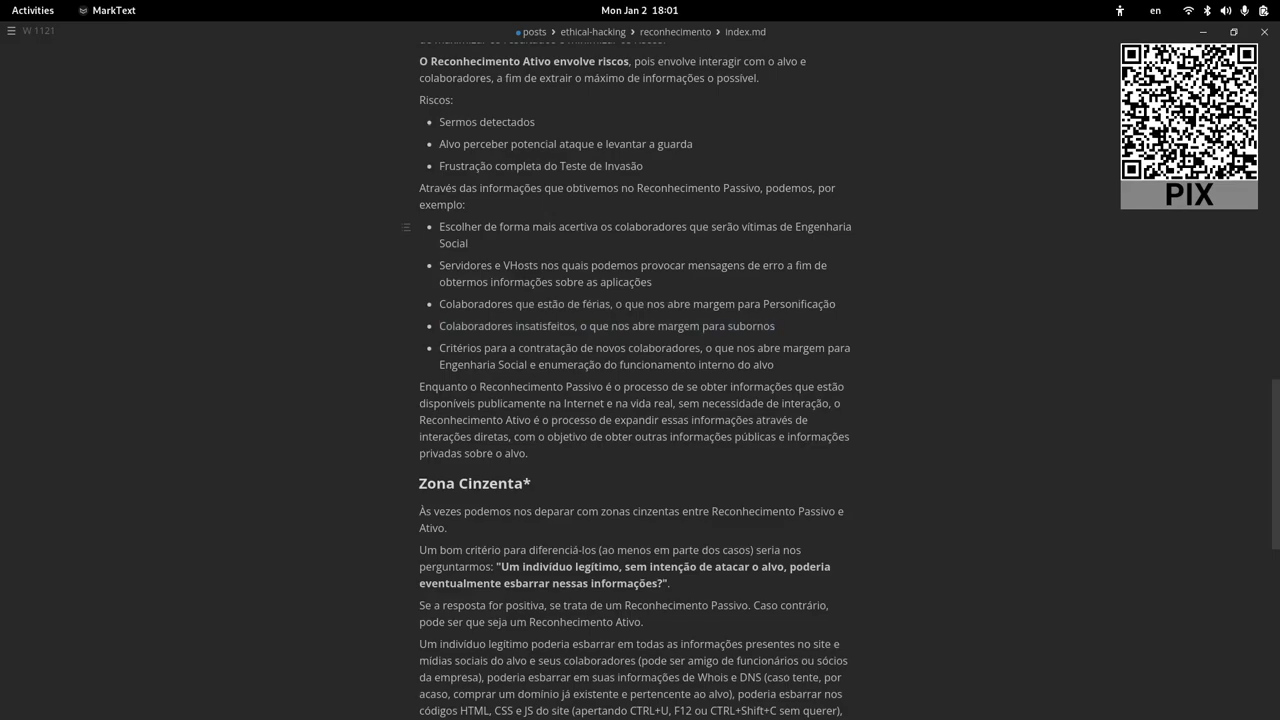 Activities
MarkText
Mon Jan 2 18:01
en
W 1121
posts › ethical-hacking › reconhecimento › index.md
O Reconhecimento Ativo envolve riscos, pois envolve interagir com o alvo e
colaboradores, a fim de extrair o máximo de informações o possível.
Riscos:
Sermos detectados
Alvo perceber potencial ataque e levantar a guarda
Frustração completa do Teste de Invasão
Através das informações que obtivemos no Reconhecimento Passivo, podemos, por
exemplo:
Escolher de forma mais acertiva os colaboradores que serão vítimas de Engenharia
Social
Servidores e VHosts nos quais podemos provocar mensagens de erro a fim de
obtermos informações sobre as aplicações
Colaboradores que estão de férias, o que nos abre margem para Personificação
Colaboradores insatisfeitos, o que nos abre margem para subornos
Critérios para a contratação de novos colaboradores, o que nos abre margem para
Engenharia Social e enumeração do funcionamento interno do alvo
Enquanto o Reconhecimento Passivo é o processo de se obter informações que estão
disponíveis publicamente na Internet e na vida real, sem necessidade de interação, o
Reconhecimento Ativo é o processo de expandir essas informações através de
interações diretas, com o objetivo de obter outras informações públicas e informações
privadas sobre o alvo.
Zona Cinzenta*
Às vezes podemos nos deparar com zonas cinzentas entre Reconhecimento Passivo e
Ativo.
Um bom critério para diferenciá-los (ao menos em parte dos casos) seria nos
perguntarmos: "Um indivíduo legítimo, sem intenção de atacar o alvo, poderia
eventualmente esbarrar nessas informações?".
Se a resposta for positiva, se trata de um Reconhecimento Passivo. Caso contrário,
pode ser que seja um Reconhecimento Ativo.
Um indivíduo legítimo poderia esbarrar em todas as informações presentes no site e
mídias sociais do alvo e seus colaboradores (pode ser amigo de funcionários ou sócios
da empresa), poderia esbarrar em suas informações de Whois e DNS (caso tente, por
acaso, comprar um domínio já existente e pertencente ao alvo), poderia esbarrar nos
códigos HTML, CSS e JS do site (apertando CTRL+U, F12 ou CTRL+Shift+C sem querer),
PIX